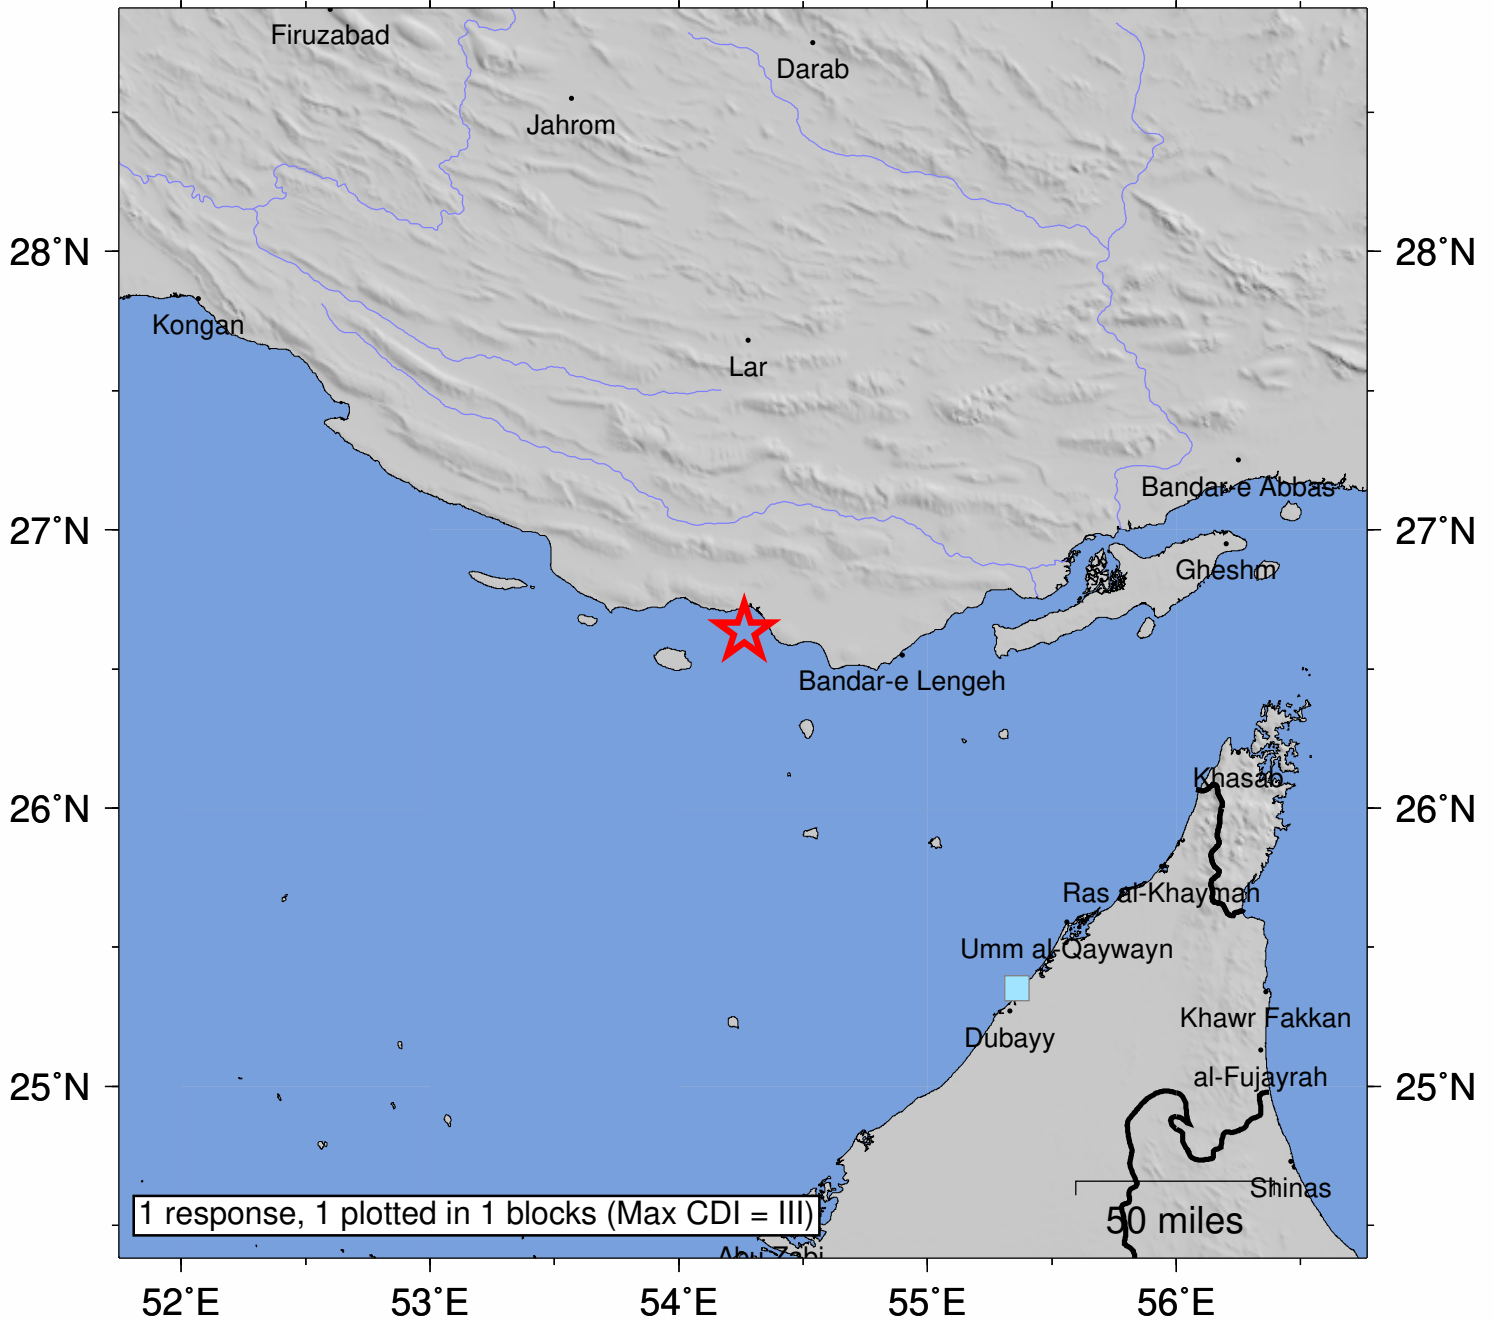 Firuzabad
Darab
Jahrom
28°N
28°N
Kongan
Lar
Bandar-e Abbas
27°N
27°N
Gheshm
Bandar-e Lengeh
Khasab
26°N
26°N
Ras al-Khaymah
Umm al-Qaywayn
Khawr Fakkan
Dubayy
25°N
25°N
al-Fujayrah
Shinas
1 response, 1 plotted in 1 blocks (Max CDI = III)
50 miles
Abu Zabi
52°E
53°E
54°E
55°E
56°E